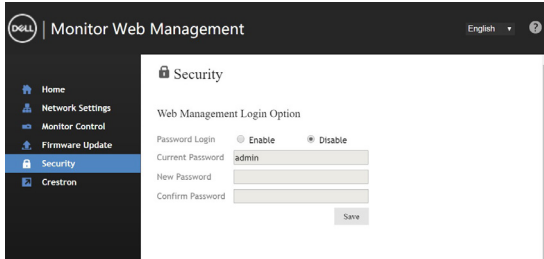 DELL | Monitor Web Management
English
?
Home
Network Settings
Monitor Control
Firmware Update
Security
Crestron
Security
Web Management Login Option
Password Login Enable Disable
Current Password admin
New Password
Confirm Password
Save